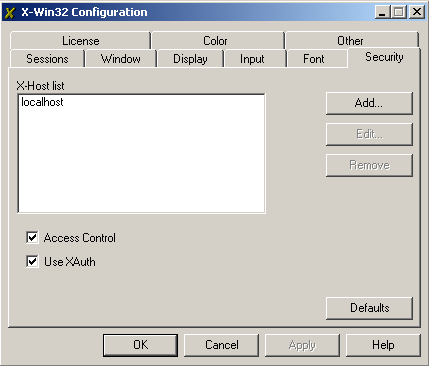 X-Win32 Configuration
License Color Other
Sessions Window Display Input Font Security
X-Host list
localhost
Add...
Edit...
Remove
Access Control
Use XAuth
Defaults
OK Cancel Apply Help